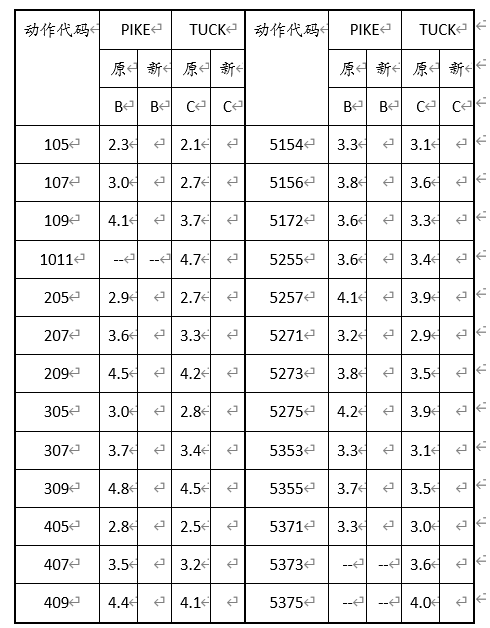 动作代码 PIKE TUCK 动作代码 PIKE TUCK
原 新 原 新 原 新 原 新
B B C C B B C C
105 2.3 2.1 5154 3.3 3.1
107 3.0 2.7 5156 3.8 3.6
109 4.1 3.7 5172 3.6 3.3
1011 -- -- 4.7 5255 3.6 3.4
205 2.9 2.7 5257 4.1 3.9
207 3.6 3.3 5271 3.2 2.9
209 4.5 4.2 5273 3.8 3.5
305 3.0 2.8 5275 4.2 3.9
307 3.7 3.4 5353 3.3 3.1
309 4.8 4.5 5355 3.7 3.5
405 2.8 2.5 5371 3.3 3.0
407 3.5 3.2 5373 -- -- 3.6
409 4.4 4.1 5375 -- -- 4.0